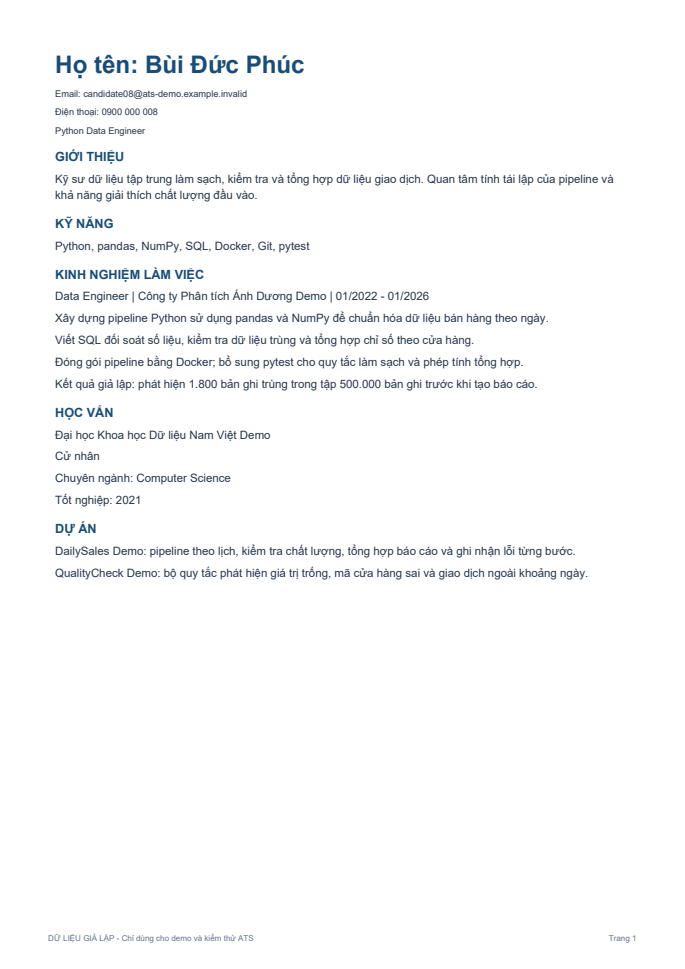 Họ tên: Bùi Đức Phúc
Email: candidate08@ats-demo.example.invalid
Điện thoại: 0900 000 008
Python Data Engineer
GIỚI THIỆU
Kỹ sư dữ liệu tập trung làm sạch, kiểm tra và tổng hợp dữ liệu giao dịch. Quan tâm tính tái lập của pipeline và
khả năng giải thích chất lượng đầu vào.
KỸ NĂNG
Python, pandas, NumPy, SQL, Docker, Git, pytest
KINH NGHIỆM LÀM VIỆC
Data Engineer | Công ty Phân tích Ánh Dương Demo | 01/2022 - 01/2026
Xây dựng pipeline Python sử dụng pandas và NumPy để chuẩn hóa dữ liệu bán hàng theo ngày.
Viết SQL đối soát số liệu, kiểm tra dữ liệu trùng và tổng hợp chỉ số theo cửa hàng.
Đóng gói pipeline bằng Docker; bổ sung pytest cho quy tắc làm sạch và phép tính tổng hợp.
Kết quả giả lập: phát hiện 1.800 bản ghi trùng trong tập 500.000 bản ghi trước khi tạo báo cáo.
HỌC VẤN
Đại học Khoa học Dữ liệu Nam Việt Demo
Cử nhân
Chuyên ngành: Computer Science
Tốt nghiệp: 2021
DỰ ÁN
DailySales Demo: pipeline theo lịch, kiểm tra chất lượng, tổng hợp báo cáo và ghi nhận lỗi từng bước.
QualityCheck Demo: bộ quy tắc phát hiện giá trị trống, mã cửa hàng sai và giao dịch ngoài khoảng ngày.
DỮ LIỆU GIẢ LẬP - Chỉ dùng cho demo và kiểm thử ATS
Trang 1